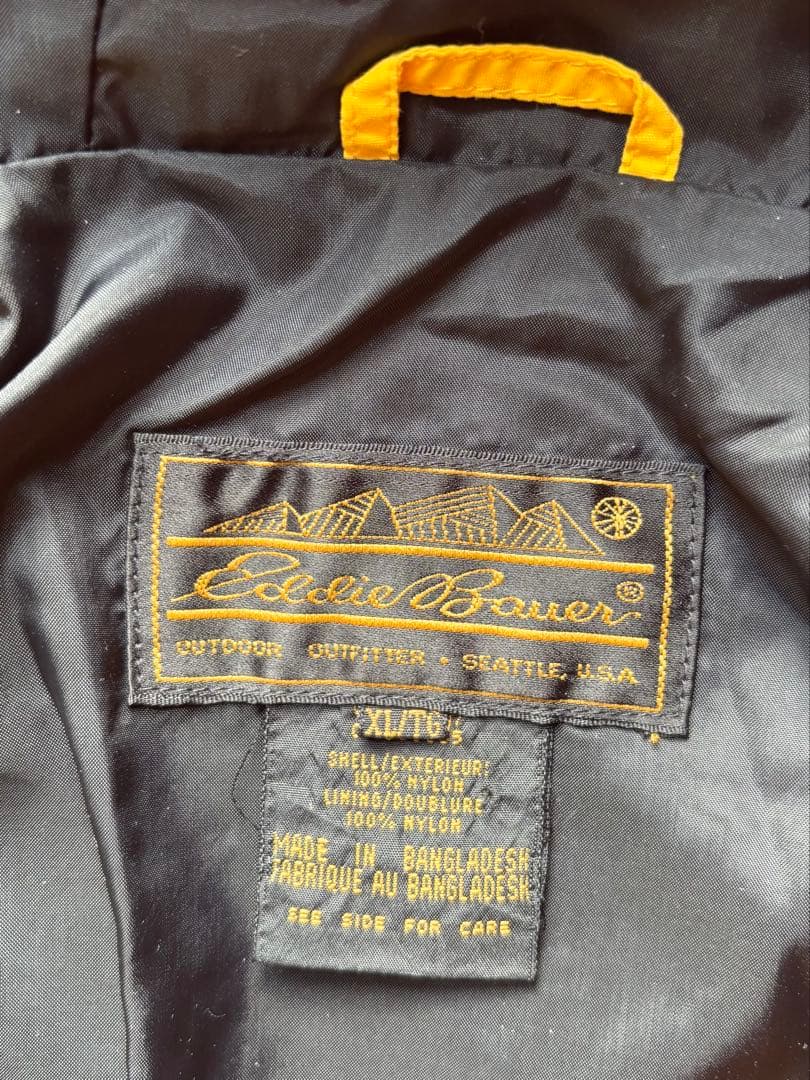 Eddie Bauer®
OUTDOOR OUTFITTER • SEATTLE, U.S.A
XL/TG
SHELL/EXTERIEUR:
100% NYLON
LINING/DOUBLURE
100% NYLON
MADE IN BANGLADESH
FABRIQUE AU BANGLADESH
SEE SIDE FOR CARE